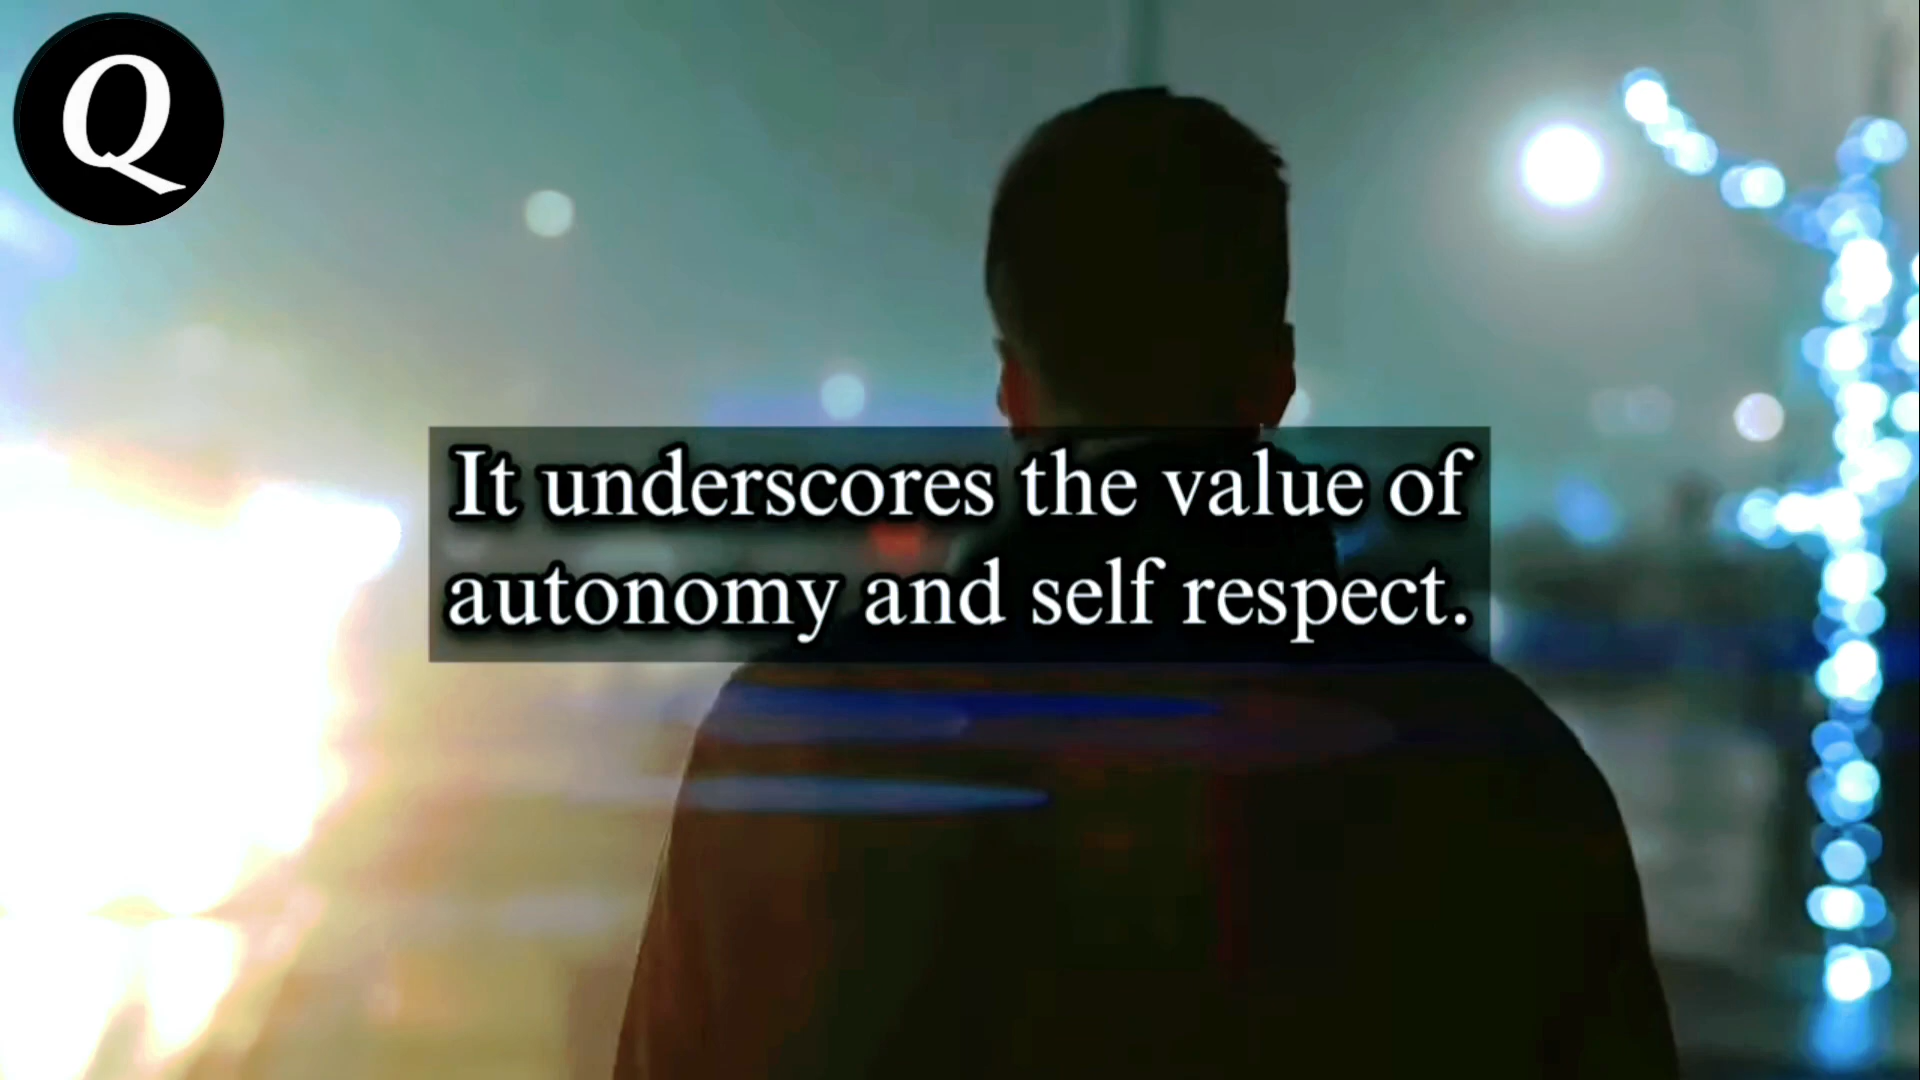 Q
It underscores the value of
autonomy and self respect.